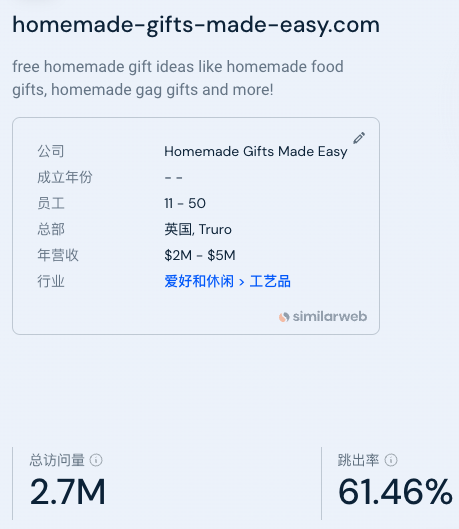 homemade-gifts-made-easy.com
free homemade gift ideas like homemade food
gifts, homemade gag gifts and more!
公司 Homemade Gifts Made Easy
成立年份 - -
员工 11 - 50
总部 英国, Truro
年营收 $2M - $5M
行业 爱好和休闲 > 工艺品
similarweb
总访问量 跳出率
2.7M 61.46%